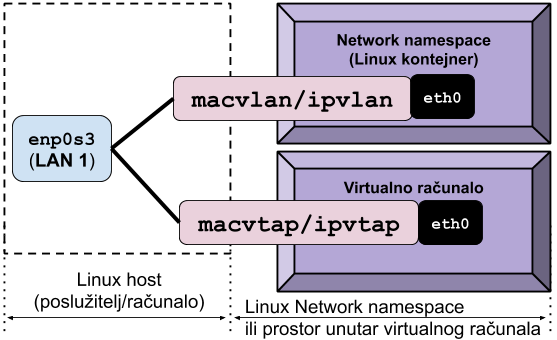 Network namespace
(Linux kontejner)
macvlan/ipvlan
eth0
enp0s3
(LAN 1)
Virtualno računalo
macvtap/ipvtap
eth0
Linux host
(poslužitelj/računalo)
Linux Network namespace
ili prostor unutar virtualnog računala